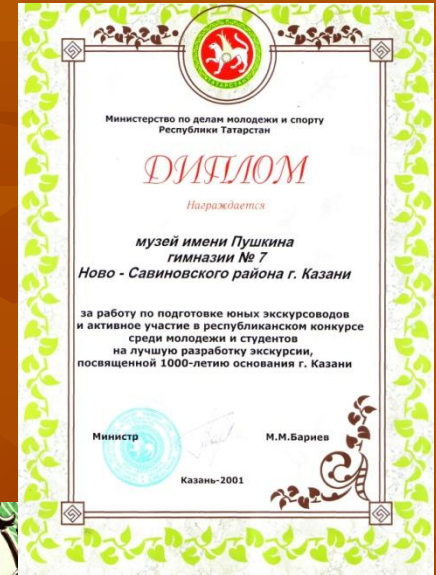 ТАТАРСТАН
Министерство по делам молодежи и спорту
Республики Татарстан
ДИПЛОМ
Награждается
музей имени Пушкина
гимназии № 7
Ново - Савиновского района г. Казани
за работу по подготовке юных экскурсоводов
и активное участие в республиканском конкурсе
среди молодежи и студентов
на лучшую разработку экскурсии,
посвященной 1000-летию основания г. Казани
Министр М.М.Бариев
Казань-2001